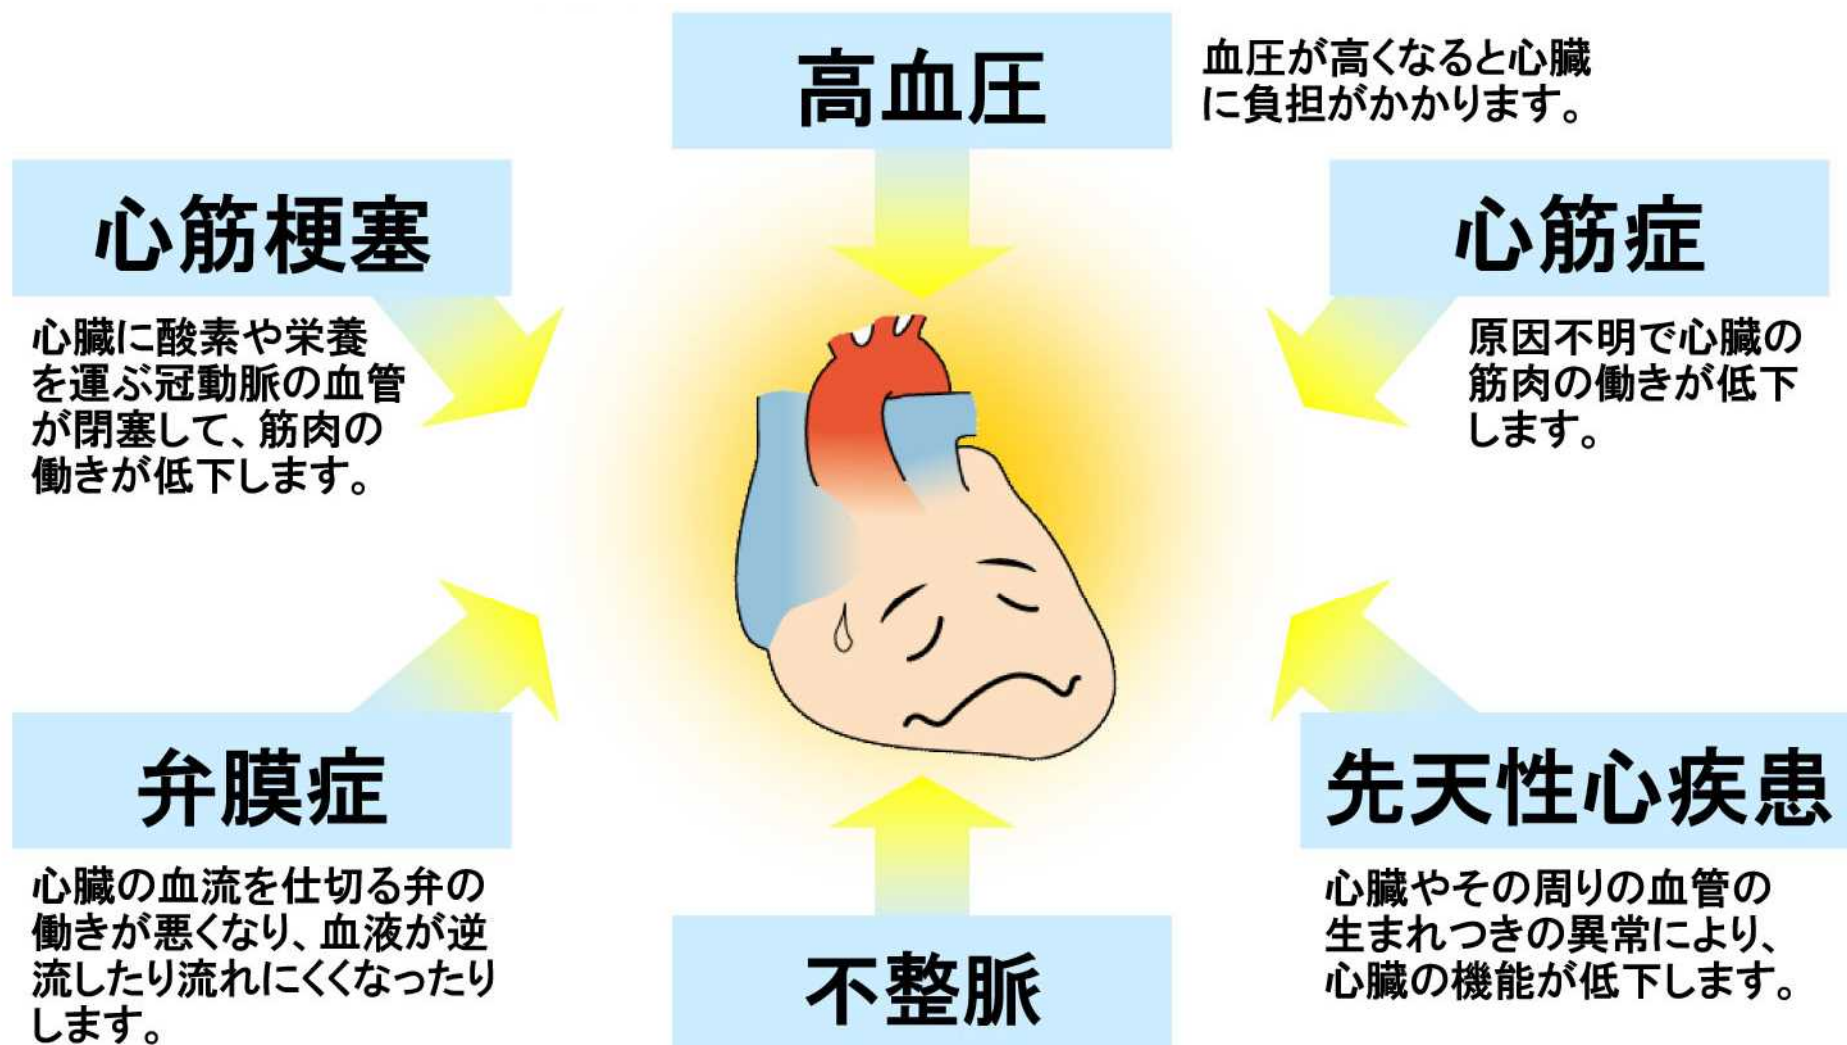 高血圧
血圧が高くなると心臓
に負担がかかります。
心筋梗塞
心臓に酸素や栄養
を運ぶ冠動脈の血管
が閉塞して、筋肉の
働きが低下します。
心筋症
原因不明で心臓の
筋肉の働きが低下
します。
弁膜症
心臓の血流を仕切る弁の
働きが悪くなり、血液が逆
流したり流れにくくなったり
します。
不整脈
先天性心疾患
心臓やその周りの血管の
生まれつきの異常により、
心臓の機能が低下します。